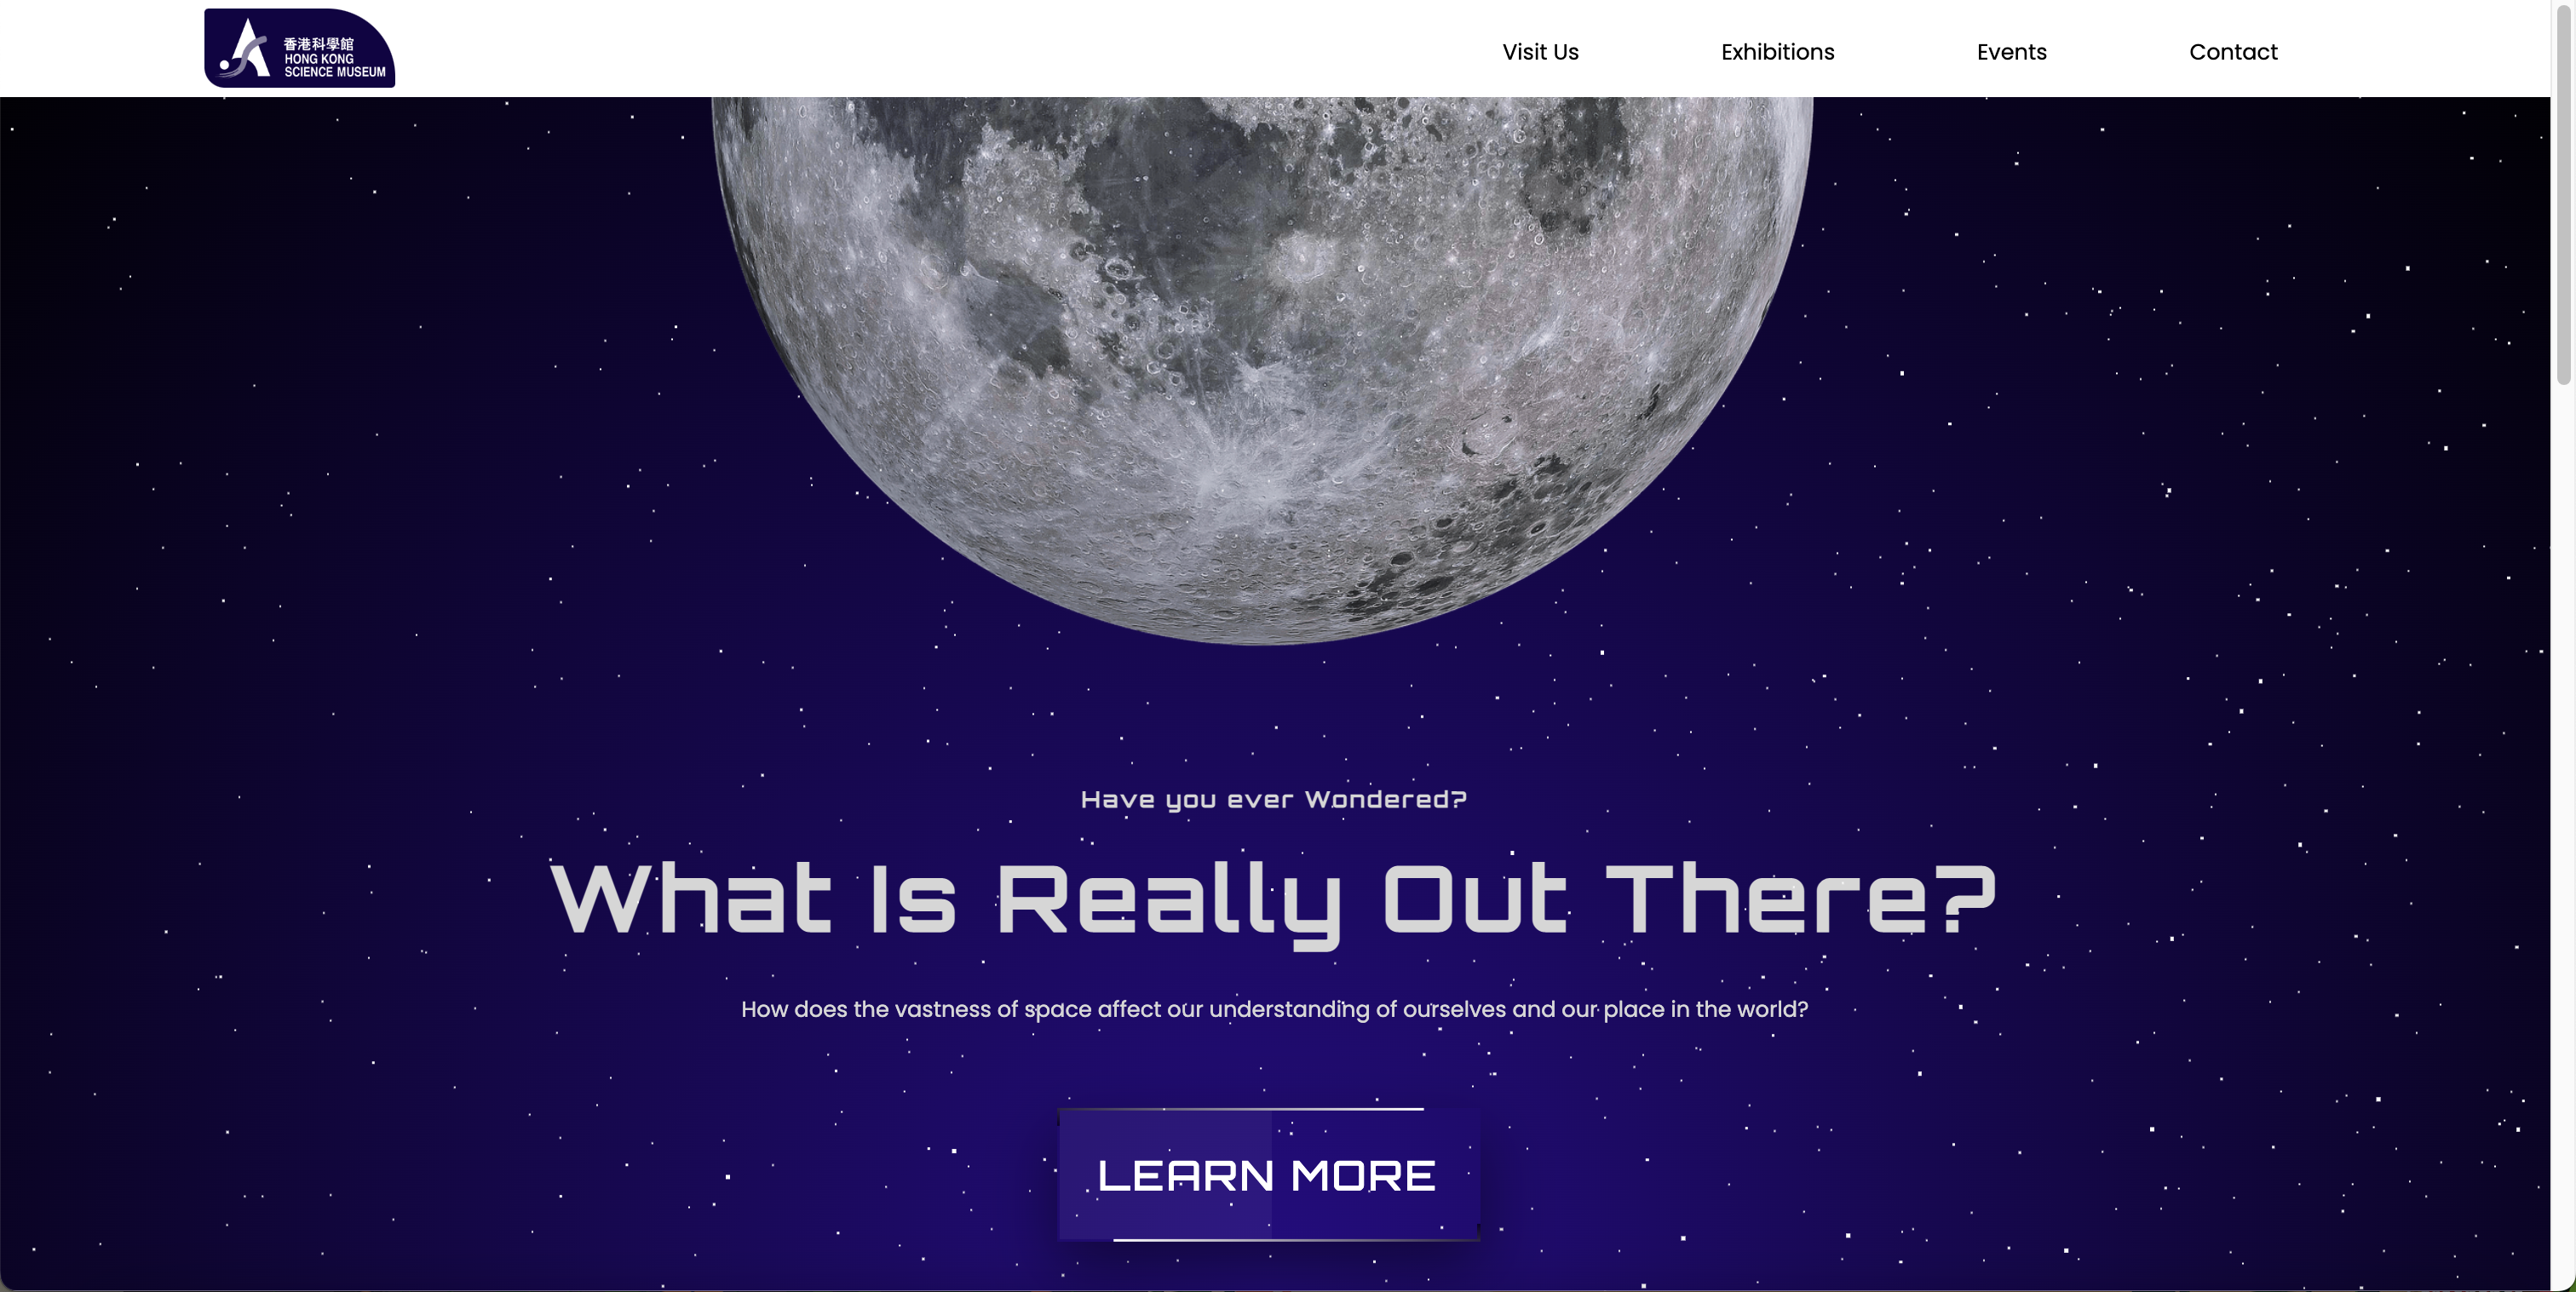 香港科學館
HONG KONG
SCIENCE MUSEUM
Visit Us
Exhibitions
Events
Contact
Have you ever Wondered?
What Is Really Out There?
How does the vastness of space affect our understanding of ourselves and our place in the world?
LEARN MORE